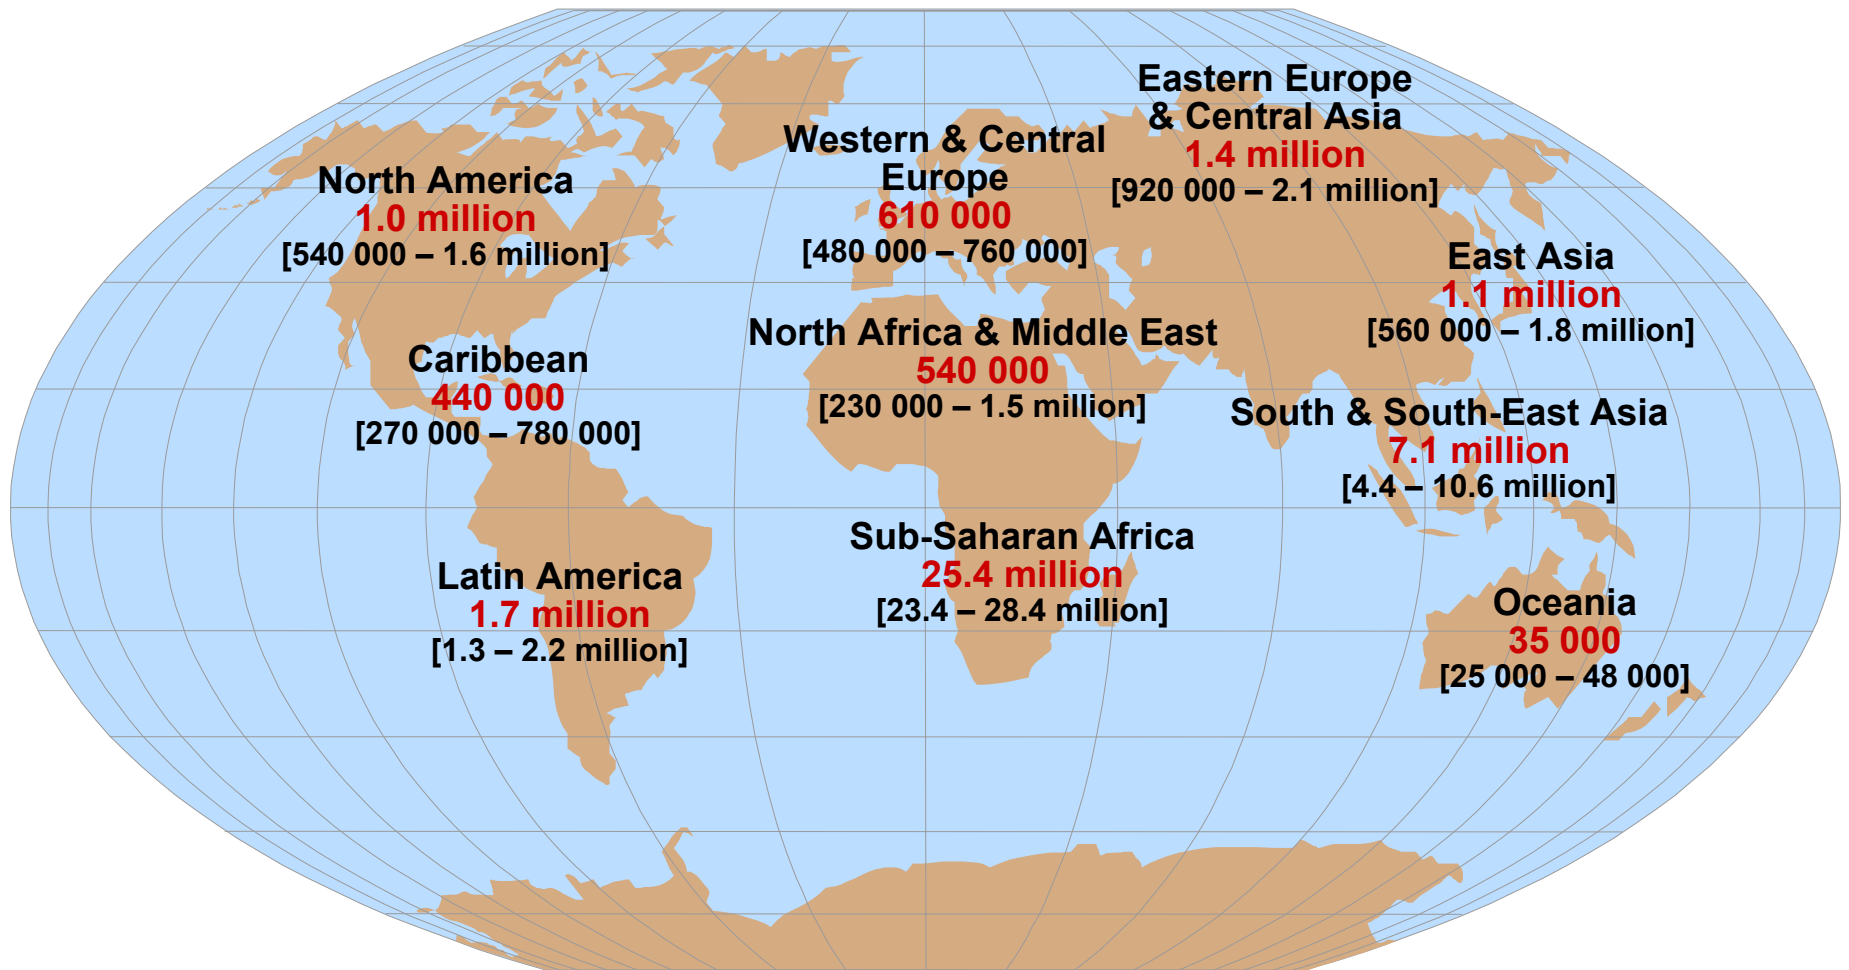 Eastern Europe
& Central Asia
1.4 million
[920 000 – 2.1 million]
Western & Central
Europe
610 000
[480 000 – 760 000]
North America
1.0 million
[540 000 – 1.6 million]
East Asia
1.1 million
[560 000 – 1.8 million]
North Africa & Middle East
540 000
[230 000 – 1.5 million]
Caribbean
440 000
[270 000 – 780 000]
South & South-East Asia
7.1 million
[4.4 – 10.6 million]
Sub-Saharan Africa
25.4 million
[23.4 – 28.4 million]
Latin America
1.7 million
[1.3 – 2.2 million]
Oceania
35 000
[25 000 – 48 000]